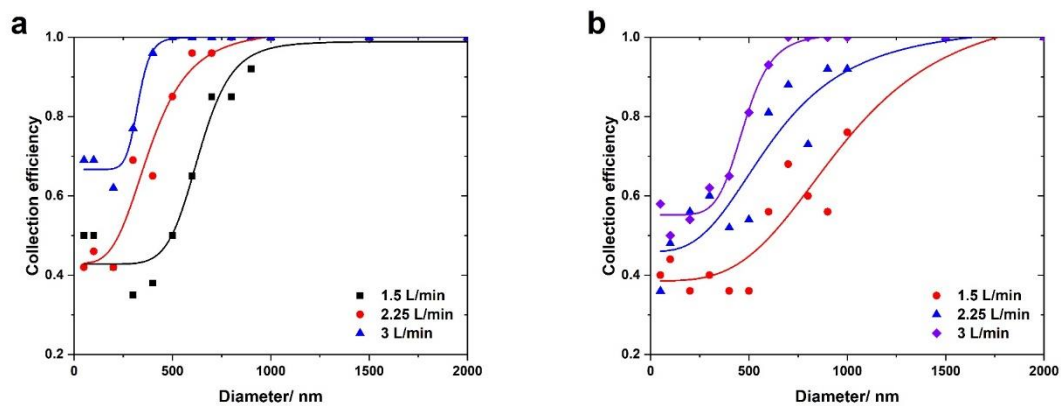 a
1.0
0.8
0.6
0.4
0.2
Collection efficiency
1.5 L/min
2.25 L/min
3 L/min
0 500 1000 1500 2000
Diameter/ nm
b
1.0
0.8
0.6
0.4
0.2
Collection efficiency
1.5 L/min
2.25 L/min
3 L/min
0 500 1000 1500 2000
Diameter/ nm